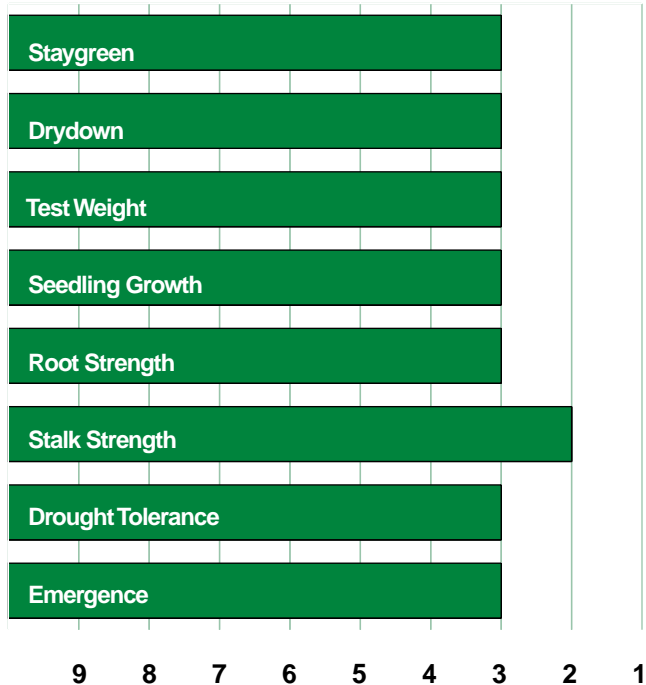 Staygreen
Drydown
Test Weight
Seedling Growth
Root Strength
Stalk Strength
Drought Tolerance
Emergence
9 8 7 6 5 4 3 2 1